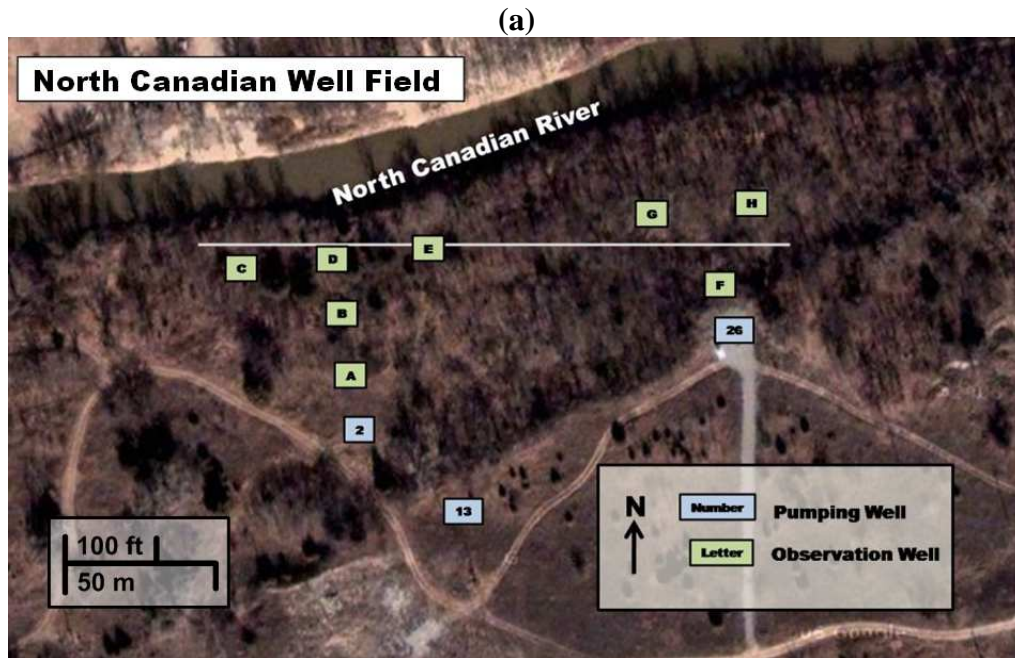 (a)
North Canadian Well Field
North Canadian River
H
G
E
D
C
F
B
26
A
2
13
N
Number Pumping Well
Letter Observation Well
100 ft
50 m